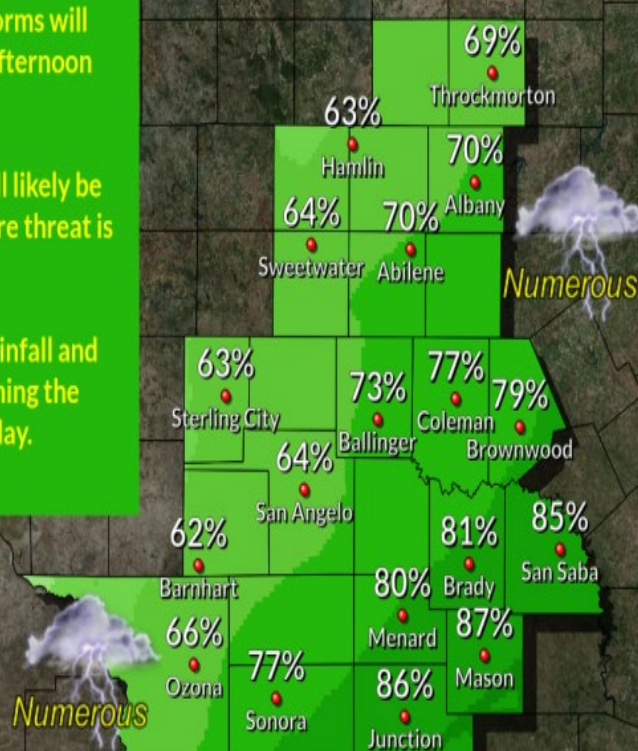 orms will
fternoon
ll likely be
re threat is
infall and
ning the
day.
69%
Throckmorton
63%
Hamlin
70%
Albany
64%
Sweetwater
70%
Abilene
Numerous
63%
Sterling City
73%
Ballinger
77%
Coleman
79%
Brownwood
64%
San Angelo
62%
Barnhart
81%
Brady
85%
San Saba
80%
Menard
87%
Mason
66%
Ozona
77%
Sonora
86%
Junction
Numerous